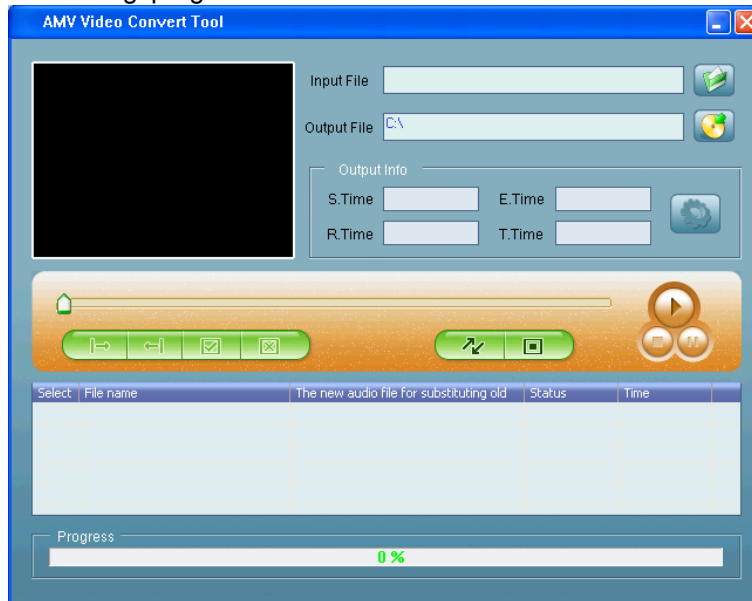 AMV Video Convert Tool
Input File
Output File C:\
Output Info
S.Time E.Time
R.Time T.Time
Select File name The new audio file for substituting old Status Time
Progress
0 %